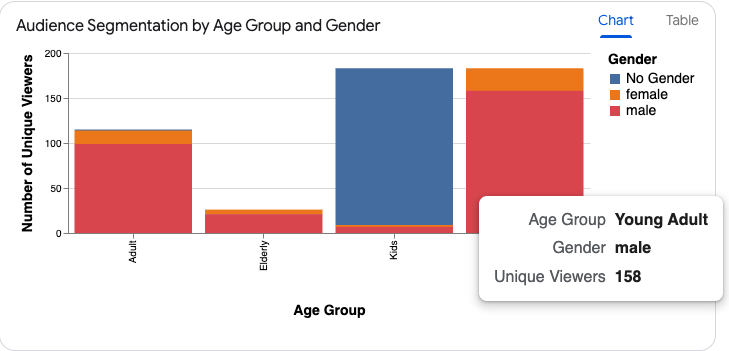 Audience Segmentation by Age Group and Gender
Chart
Table
Number of Unique Viewers
200
150
100
50
0
Adult
Elderly
Kids
Age Group
Gender
No Gender
female
male
Age Group Young Adult
Gender male
Unique Viewers 158